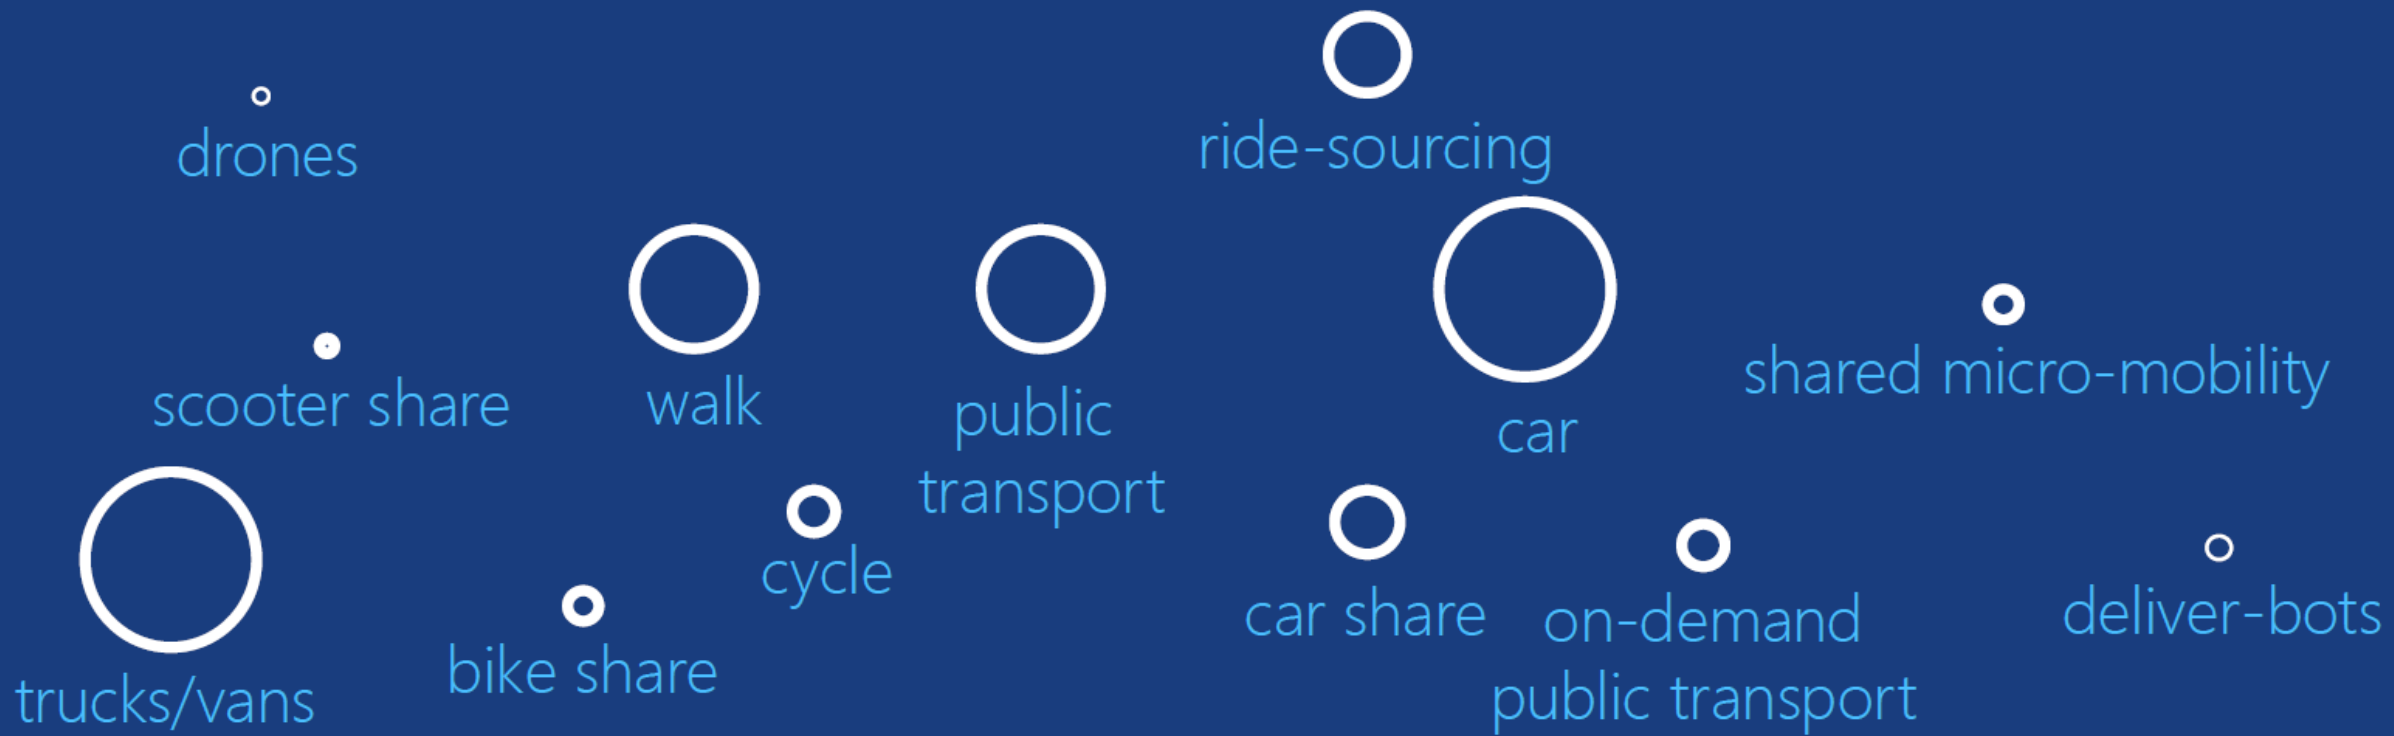 drones
ride-sourcing
scooter share
walk
public
transport
car
shared micro-mobility
trucks/vans
bike share
cycle
car share
on-demand
public transport
deliver-bots